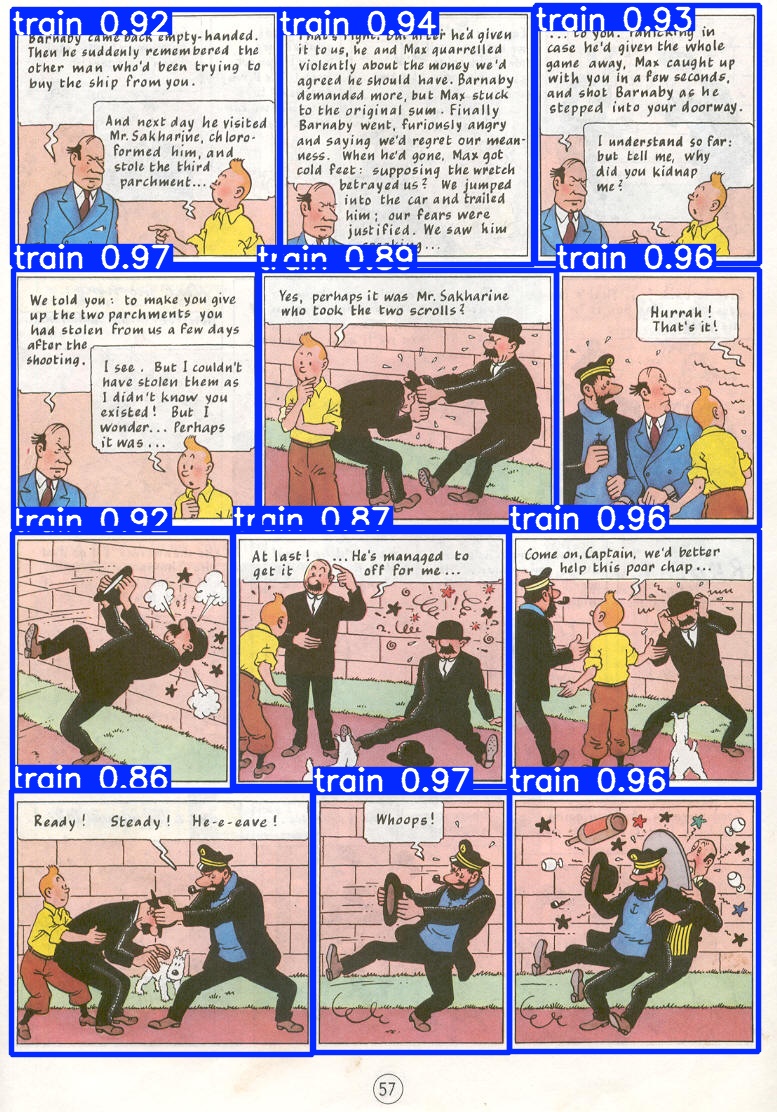 train 0.92
Barnaby came back empty-handed.
Then he suddenly remembered the
other man who'd been trying to
buy the ship from you.
And next day he visited
Mr. Sakharine, chloro-
formed him, and
stole the third
parchment...
train 0.94
That's right. But after he'd given
it to us, he and Max quarrelled
violently about the money we'd
agreed he should have. Barnaby
demanded more, but Max stuck
to the original sum. Finally
Barnaby went, furiously angry
and saying we'd regret our mean-
ness. When he'd gone, Max got
cold feet: supposing the wretch
betrayed us? We jumped
into the car and trailed
him; our fears were
justified. We saw him
speaking...
train 0.93
... to you. Panicking in
case he'd given the whole
game away, Max caught up
with you in a few seconds,
and shot Barnaby as he
stepped into your doorway.
I understand so far:
but tell me, why
did you kidnap
me?
train 0.97
We told you: to make you give
up the two parchments you
had stolen from us a few days
after the
shooting.
I see. But I couldn't
have stolen them as
I didn't know you
existed! But I
wonder... Perhaps
it was ...
train 0.89
Yes, perhaps it was Mr. Sakharine
who took the two scrolls?
train 0.96
Hurrah!
That's it!
train 0.92
train 0.87
At last! ...He's managed to
get it off for me...
train 0.96
Come on, Captain, we'd better
help this poor chap...
train 0.86
Ready! Steady! He-e-eave!
train 0.97
Whoops!
train 0.96
57